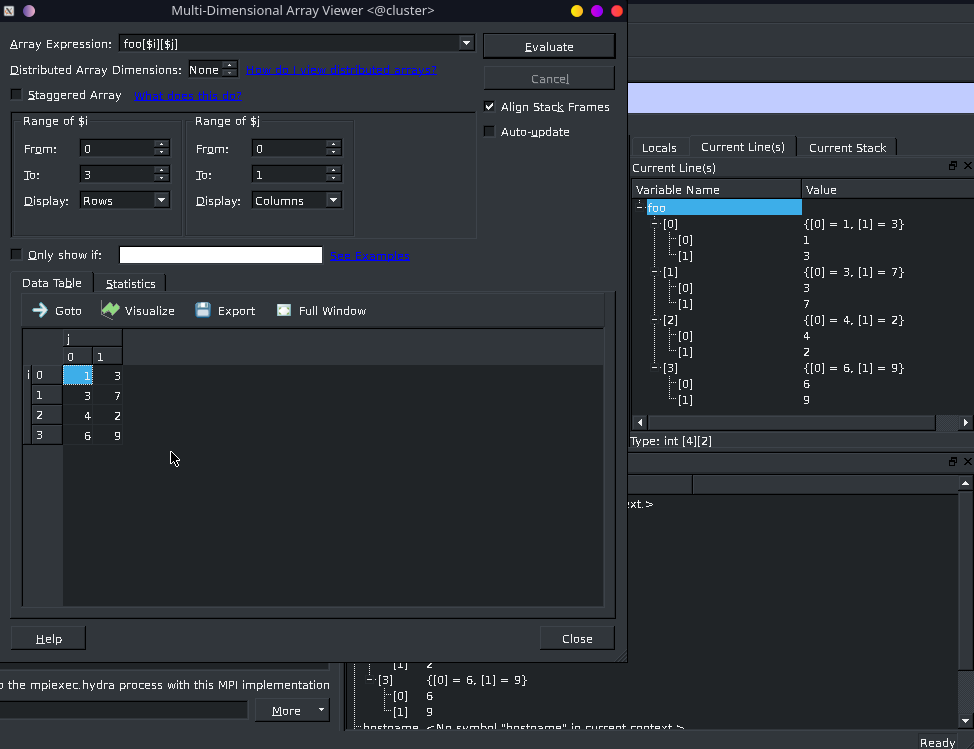 Multi-Dimensional Array Viewer <@cluster>
Array Expression: foo[$i][$j]
Evaluate
Distributed Array Dimensions: None How do I view distributed arrays?
Cancel
Staggered Array What does this do?
Align Stack Frames
Auto-update
Range of $i
From: 0
To: 3
Display: Rows
Range of $j
From: 0
To: 1
Display: Columns
Only show if: See Examples
Data Table Statistics
Goto Visualize Export Full Window
j
0 1
i 0 1 3
1 3 7
2 4 2
3 6 9
Help Close
Locals Current Line(s) Current Stack
Current Line(s)
Variable Name Value
foo
[0] {[0] = 1, [1] = 3}
[0] 1
[1] 3
[1] {[0] = 3, [1] = 7}
[0] 3
[1] 7
[2] {[0] = 4, [1] = 2}
[0] 4
[1] 2
[3] {[0] = 6, [1] = 9}
[0] 6
[1] 9
Type: int [4][2]
ext.>
[1] 2
[3] {[0] = 6, [1] = 9}
[0] 6
[1] 9
hostname <No symbol "hostname" in current context.>
o the mpiexec.hydra process with this MPI implementation
More
Ready